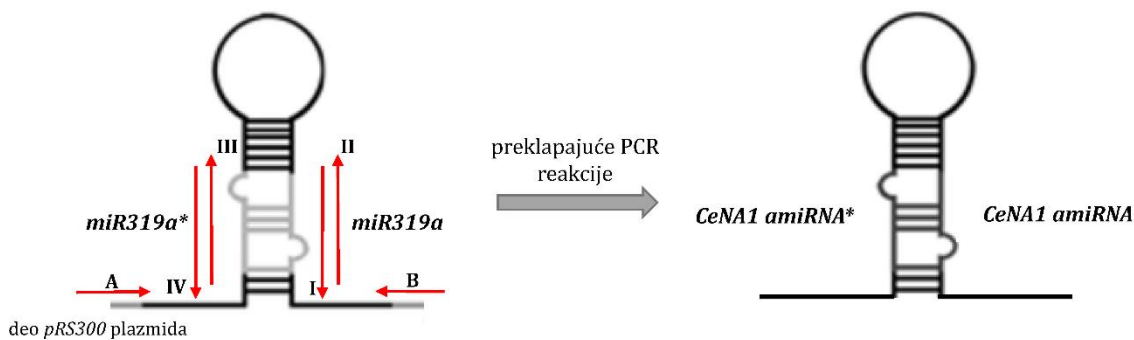 III
II
miR319a*
miR319a
A
IV
I
B
deo pRS300 plazmida
preklapajuće PCR
reakcije
CeNA1 amiRNA*
CeNA1 amiRNA